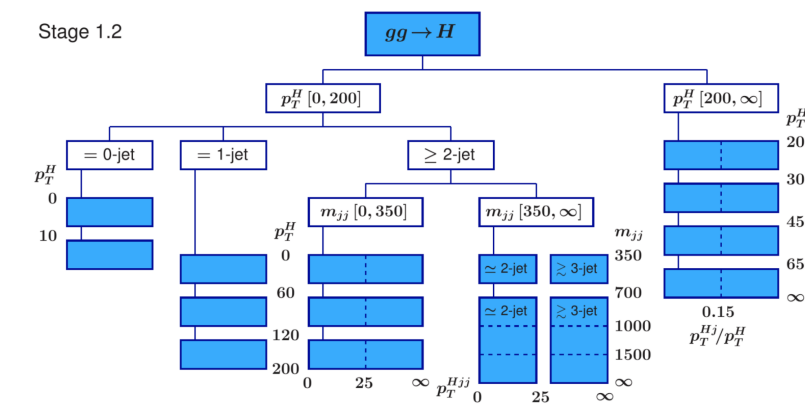 Stage 1.2
gg→H
p_T^H [0, 200]
p_T^H [200, ∞]
= 0-jet
= 1-jet
≥ 2-jet
p_T^H
0
10
m_jj [0, 350]
m_jj [350, ∞]
p_T^H
0
60
120
200
0 25 ∞
m_jj
350
700
1000
1500
∞
≃ 2-jet
≳ 3-jet
≃ 2-jet
≳ 3-jet
p_T^Hjj
0 25 ∞
p_T^H
20
30
45
65
∞
0.15
p_T^Hj/p_T^H